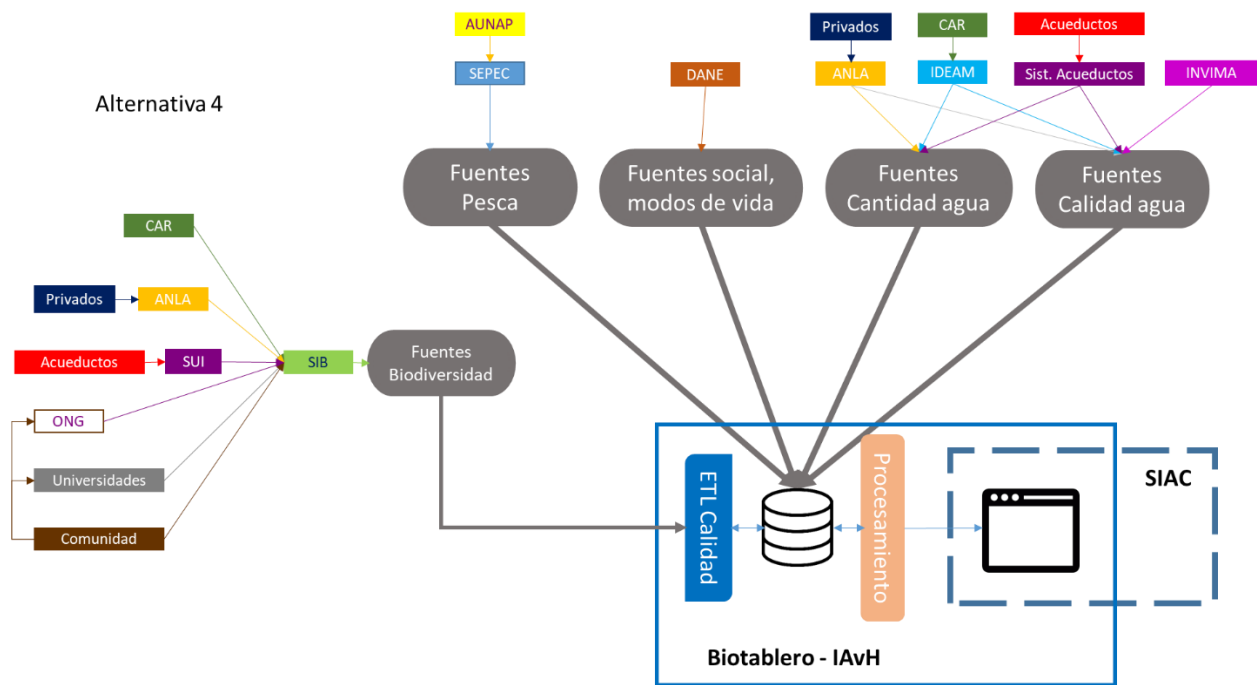 Alternativa 4
AUNAP
SEPEC
DANE
Privados
CAR
Acueductos
ANLA
IDEAM
Sist. Acueductos
INVIMA
Fuentes
Pesca
Fuentes social,
modos de vida
Fuentes
Cantidad agua
Fuentes
Calidad agua
CAR
Privados
ANLA
Acueductos
SUI
SIB
Fuentes
Biodiversidad
ONG
Universidades
Comunidad
ETL Calidad
Procesamiento
SIAC
Biotablero - IAvH